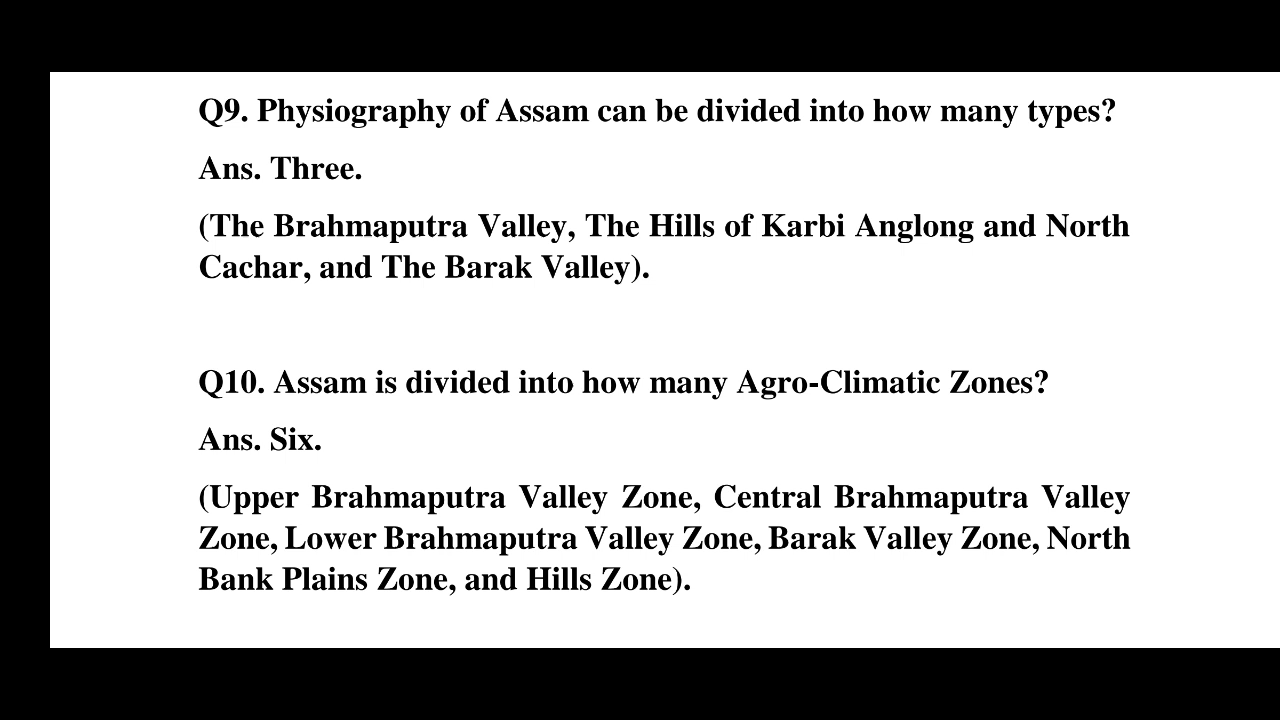 Q9. Physiography of Assam can be divided into how many types?
Ans. Three.
(The Brahmaputra Valley, The Hills of Karbi Anglong and North
Cachar, and The Barak Valley).
Q10. Assam is divided into how many Agro-Climatic Zones?
Ans. Six.
(Upper Brahmaputra Valley Zone, Central Brahmaputra Valley
Zone, Lower Brahmaputra Valley Zone, Barak Valley Zone, North
Bank Plains Zone, and Hills Zone).